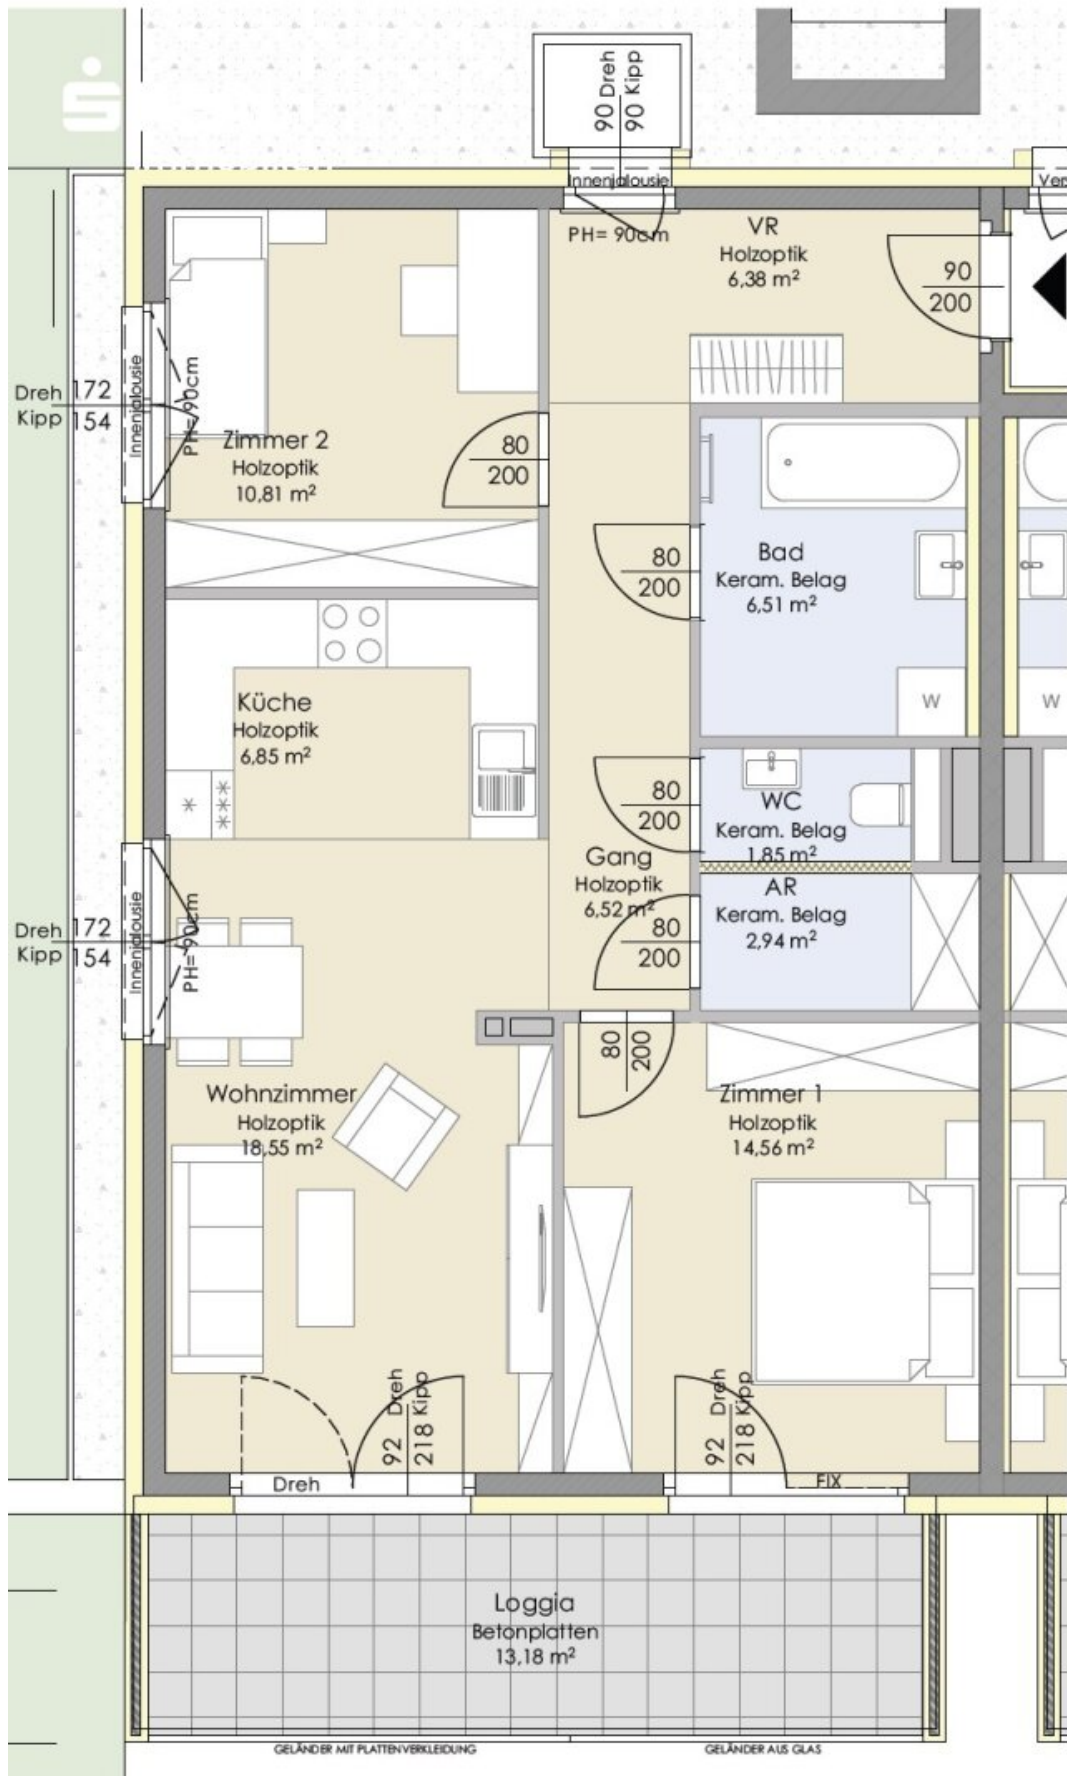 90 Dreh
90 Kipp
Innenjalousie
PH= 90cm
VR
Holzoptik
6,38 m²
90
200
Dreh 172
Kipp 154
Innenjalousie
PH= 90cm
Zimmer 2
Holzoptik
10,81 m²
80
200
80
200
Bad
Keram. Belag
6,51 m²
W
W
Küche
Holzoptik
6,85 m²
*
***
80
200
WC
Keram. Belag
1,85 m²
Gang
Holzoptik
6,52 m²
AR
Keram. Belag
2,94 m²
80
200
Dreh 172
Kipp 154
Innenjalousie
PH= 90cm
80
200
Wohnzimmer
Holzoptik
18,55 m²
Zimmer 1
Holzoptik
14,56 m²
92 Dreh
218 Kipp
92 Dreh
218 Kipp
Dreh
FIX
Loggia
Betonplatten
13,18 m²
GELÄNDER MIT PLATTENVERKLEIDUNG
GELÄNDER AUS GLAS